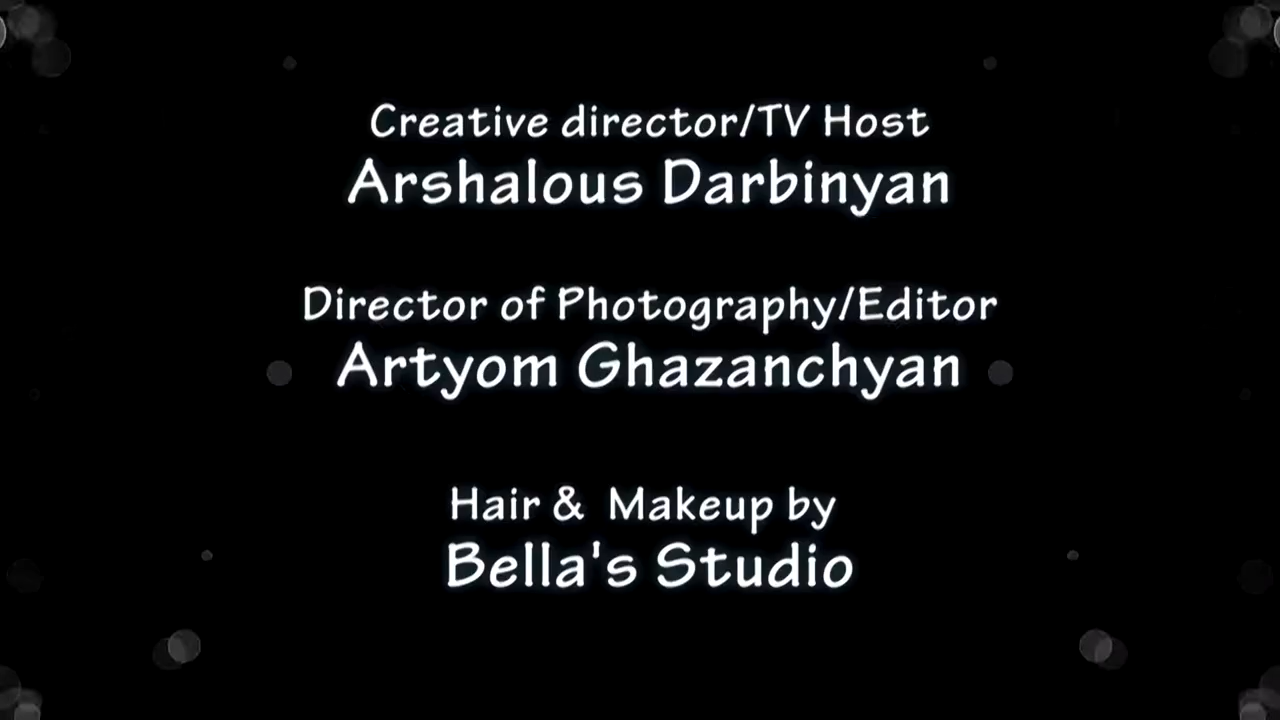 Creative director/TV Host
Arshalous Darbinyan
Director of Photography/Editor
Artyom Ghazanchyan
Hair & Makeup by
Bella's Studio